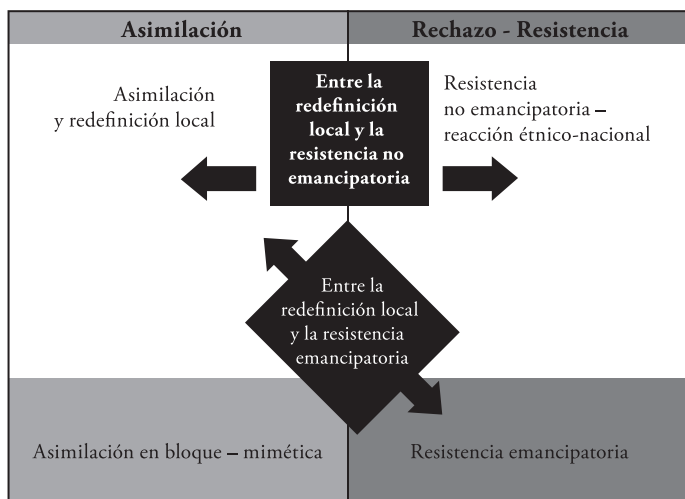 Asimilación
Rechazo - Resistencia
Asimilación
y redefinición local
Entre la
redefinición
local y la
resistencia no
emancipatoria
Resistencia
no emancipatoria –
reacción étnico-nacional
Entre la
redefinición local
y la resistencia
emancipatoria
Asimilación en bloque – mimética
Resistencia emancipatoria